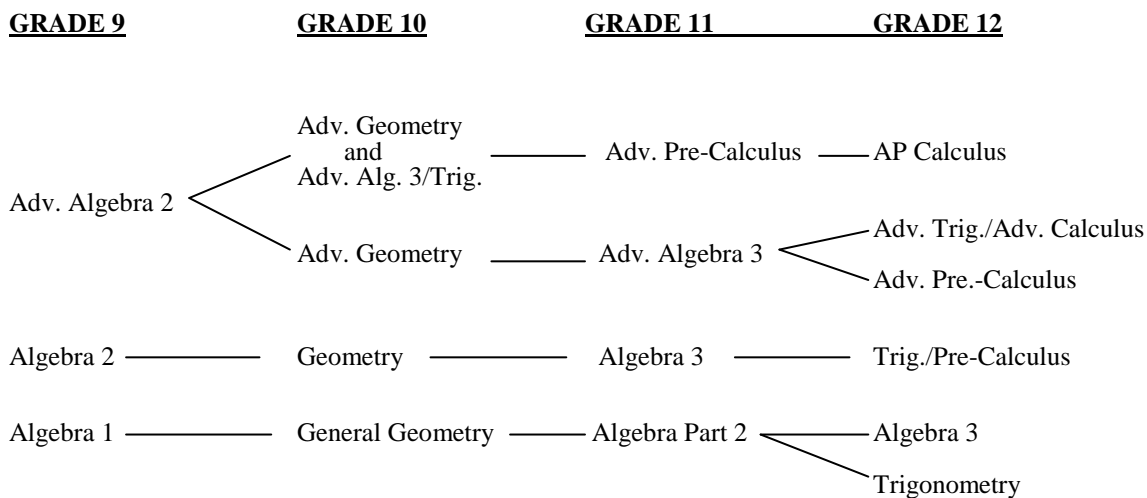 GRADE 9 GRADE 10 GRADE 11 GRADE 12
Adv. Geometry
and
Adv. Alg. 3/Trig.
Adv. Pre-Calculus
AP Calculus
Adv. Algebra 2
Adv. Geometry
Adv. Algebra 3
Adv. Trig./Adv. Calculus
Adv. Pre.-Calculus
Algebra 2 Geometry Algebra 3 Trig./Pre-Calculus
Algebra 1 General Geometry Algebra Part 2 Algebra 3
Trigonometry